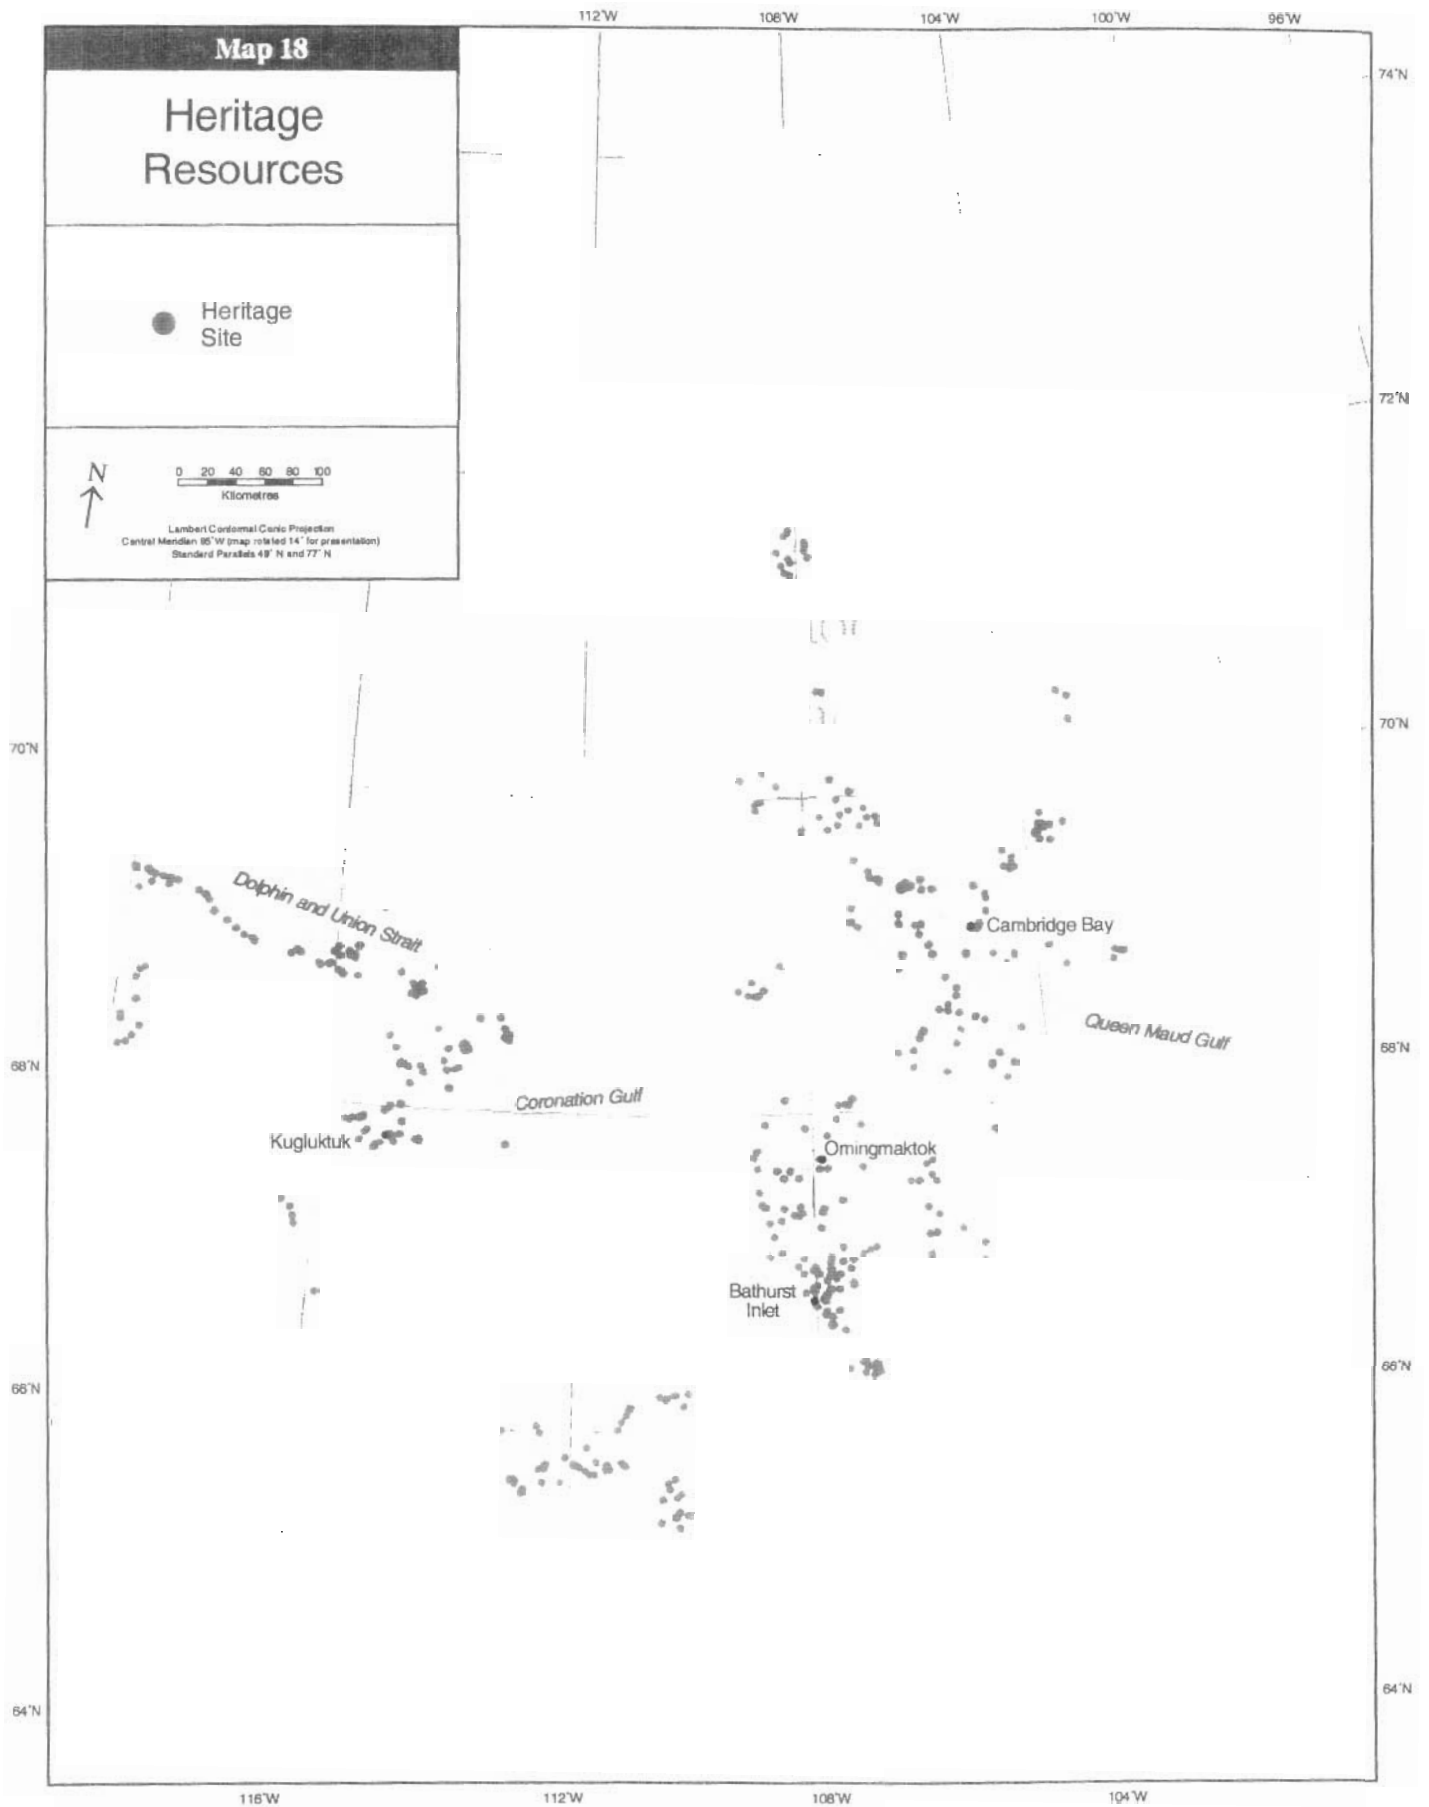 112°W 108°W 104°W 100°W 96°W
Map 18
74°N
Heritage
Resources
Heritage
Site
72°N
N
0 20 40 60 80 100
Kilometres
Lambert Conformal Conic Projection
Central Meridian 95°W (map rotated 14° for presentation)
Standard Parallels 49° N and 77° N
70°N
70°N
Dolphin and Union Strait
Cambridge Bay
Queen Maud Gulf
68°N
68°N
Coronation Gulf
Kugluktuk
Omingmaktok
Bathurst
Inlet
66°N
66°N
64°N
64°N
116°W 112°W 108°W 104°W